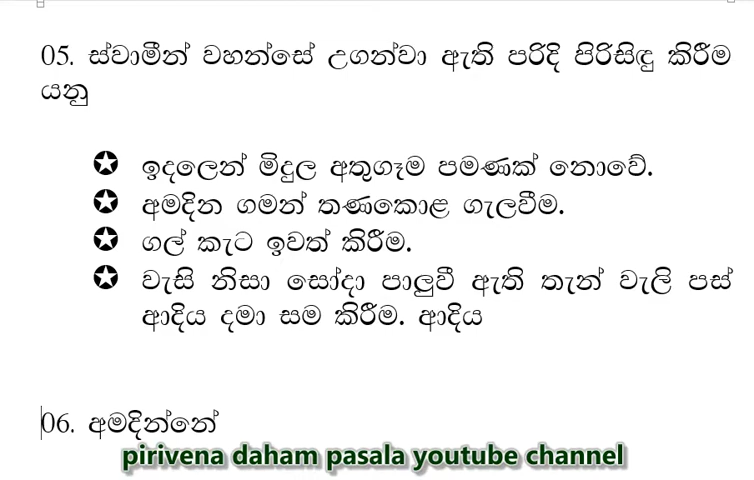 05. ස්වාමීන් වහන්සේ උගන්වා ඇති පරිදි පිරිසිඳු කිරීම
යනු
✪ ඉදලෙන් මිදුල අතුගෑම පමණක් නොවේ.
✪ අමදින ගමන් තණකොළ ගැලවීම.
✪ ගල් කැට ඉවත් කිරීම.
✪ වැසි නිසා සෝදා පාලුවී ඇති තැන් වැලි පස්
ආදිය දමා සම කිරීම. ආදිය
06. අමදින්නේ
pirivena daham pasala youtube channel